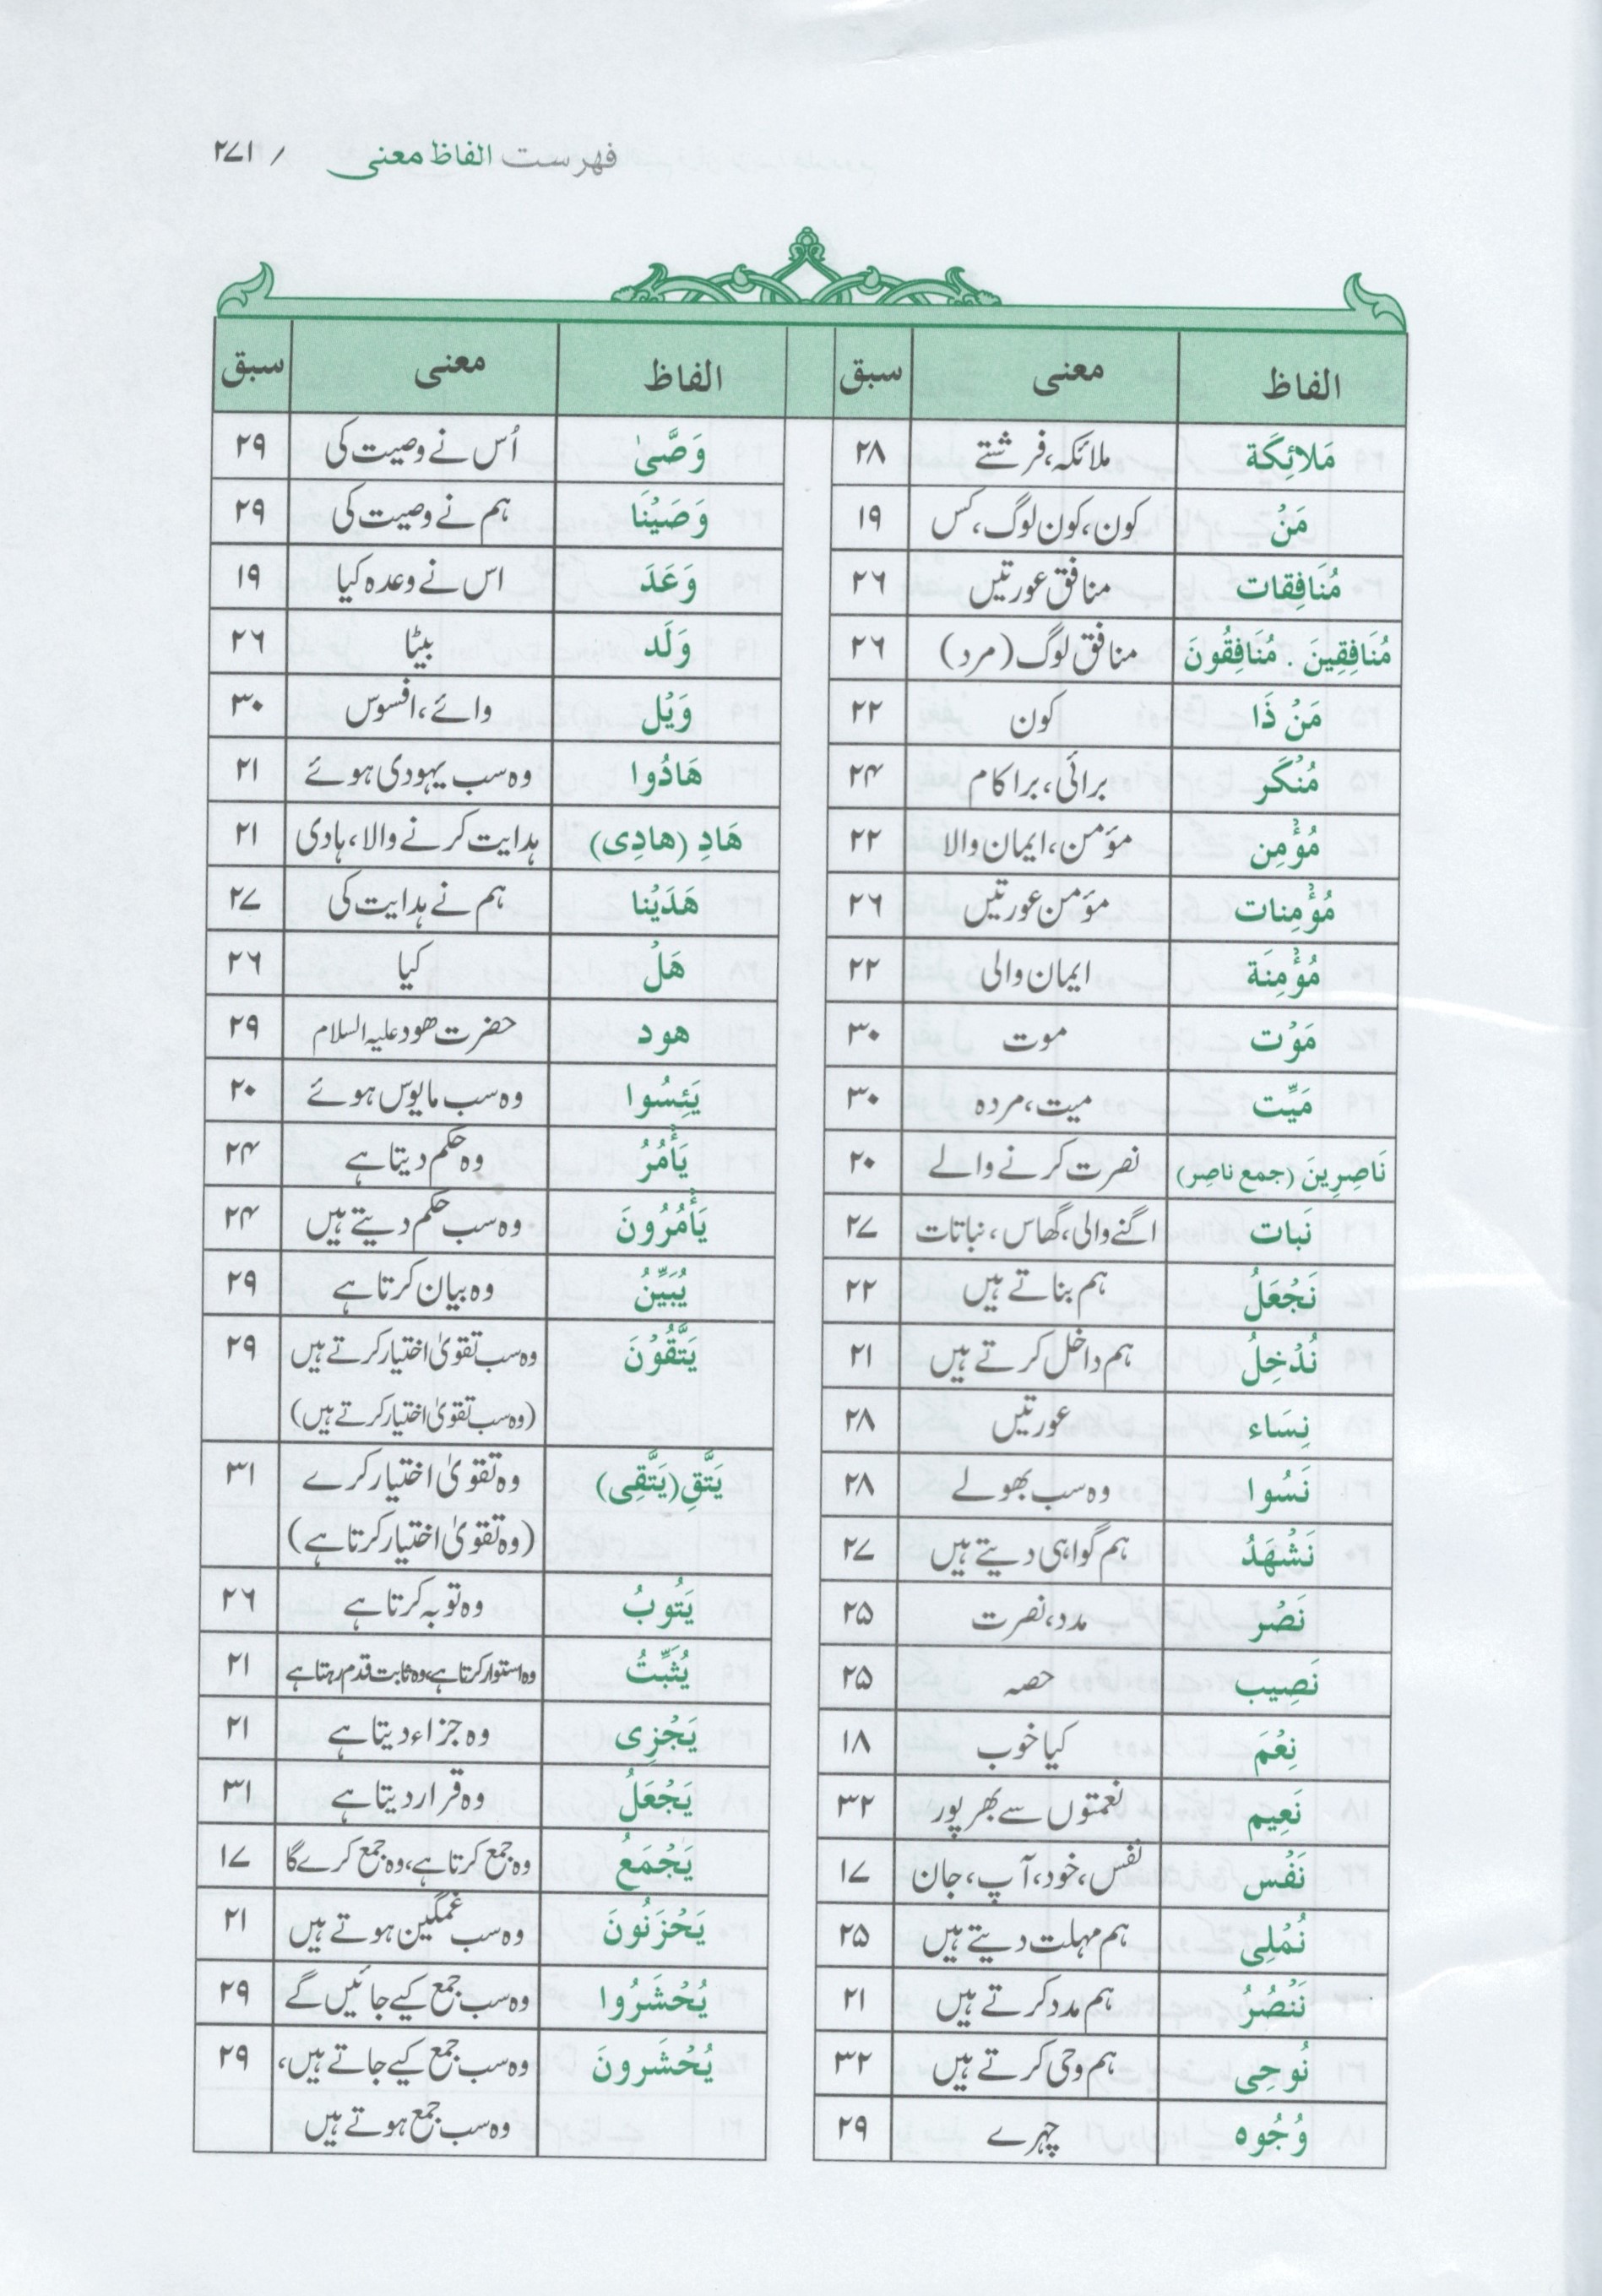 فہرست الفاظ معنی / ۲۷۱
الفاظ معنی سبق
مَلائِكَة ملائکہ، فرشتے ۲۸
مَنْ کون، کون لوگ، کس ۱۹
مُنَافِقات منافق عورتیں ۲۶
مُنَافِقِينَ . مُنَافِقُونَ منافق لوگ (مرد) ۲۶
مَنْ ذَا کون ۲۲
مُنْكَر برائی، برا کام ۲۴
مُؤْمِن مؤمن، ایمان والا ۲۲
مُؤْمِنات مؤمن عورتیں ۲۶
مُؤْمِنَة ایمان والی ۲۲
مَوْت موت ۳۰
مَيِّت میت، مردہ ۳۰
نَاصِرِينَ (جمع ناصِر) نصرت کرنے والے ۲۰
نَبات اگنے والی، گھاس، نباتات ۲۷
نَجْعَلُ ہم بناتے ہیں ۲۲
نُدْخِلُ ہم داخل کرتے ہیں ۲۱
نِسَاء عورتیں ۲۸
نَسُوا وہ سب بھولے ۲۸
نَشْهَدُ ہم گواہی دیتے ہیں ۲۷
نَصْر مدد، نصرت ۲۵
نَصِيب حصہ ۲۵
نِعْمَ کیا خوب ۱۸
نَعِيم نعمتوں سے بھر پور ۳۲
نَفْس نفس، خود، آپ، جان ۱۷
نُمْلِی ہم مہلت دیتے ہیں ۲۵
نَنْصُرُ ہم مدد کرتے ہیں ۲۱
نُوحِی ہم وحی کرتے ہیں ۳۲
وُجُوه چہرے ۲۹
الفاظ معنی سبق
وَصَّىٰ اُس نے وصیت کی ۲۹
وَصَيْنَا ہم نے وصیت کی ۲۹
وَعَدَ اس نے وعدہ کیا ۱۹
وَلَد بیٹا ۲۶
وَيْل وائے، افسوس ۳۰
هَادُوا وہ سب یہودی ہوئے ۲۱
هَادِ (هادِی) ہدایت کرنے والا، ہادی ۲۱
هَدَيْنا ہم نے ہدایت کی ۲۷
هَلْ کیا ۲۶
هود حضرت ھود علیہ السلام ۲۹
يَئِسُوا وہ سب مایوس ہوئے ۲۰
يَأْمُرُ وہ حکم دیتا ہے ۲۴
يَأْمُرُونَ وہ سب حکم دیتے ہیں ۲۴
يُبَيِّنُ وہ بیان کرتا ہے ۲۹
يَتَّقُوْنَ وہ سب تقویٰ اختیار کرتے ہیں ۲۹
(وہ سب تقویٰ اختیار کرتے ہیں)
يَتَّقِ (يَتَّقِی) وہ تقویٰ اختیار کرے ۳۱
(وہ تقویٰ اختیار کرتا ہے)
يَتُوبُ وہ توبہ کرتا ہے ۲۶
يُثَبِّتُ وہ استوار کرتا ہے، وہ ثابت قدم رہتا ہے ۲۱
يَجْزِی وہ جزاء دیتا ہے ۲۱
يَجْعَلُ وہ قرار دیتا ہے ۳۱
يَجْمَعُ وہ جمع کرتا ہے، وہ جمع کرے گا ۱۷
يَحْزَنُونَ وہ سب غمگین ہوتے ہیں ۲۱
يُحْشَرُوا وہ سب جمع کیے جائیں گے ۲۹
يُحْشَرونَ وہ سب جمع کیے جاتے ہیں، ۲۹
وہ سب جمع ہوتے ہیں